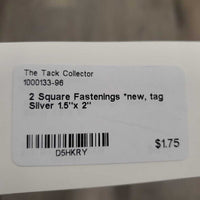 The Tack Collector
1000133-96
2 Square Fastenings *new, tag
Silver 1.5"x 2"
D5HKRY
$1.75